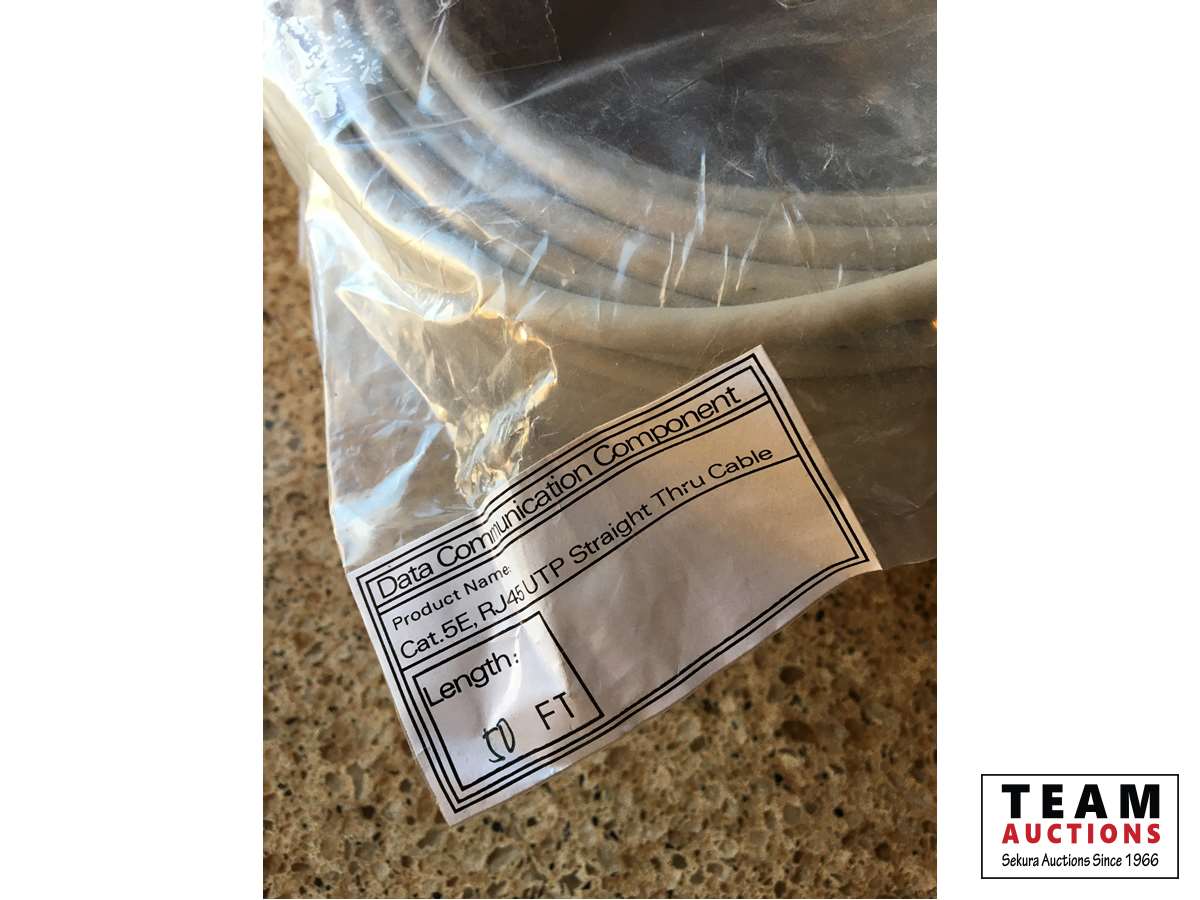 Data Communication Component
Product Name:
Cat.5E, RJ45 UTP Straight Thru Cable
Length:
50 FT
TEAM
AUCTIONS
Sekura Auctions Since 1966